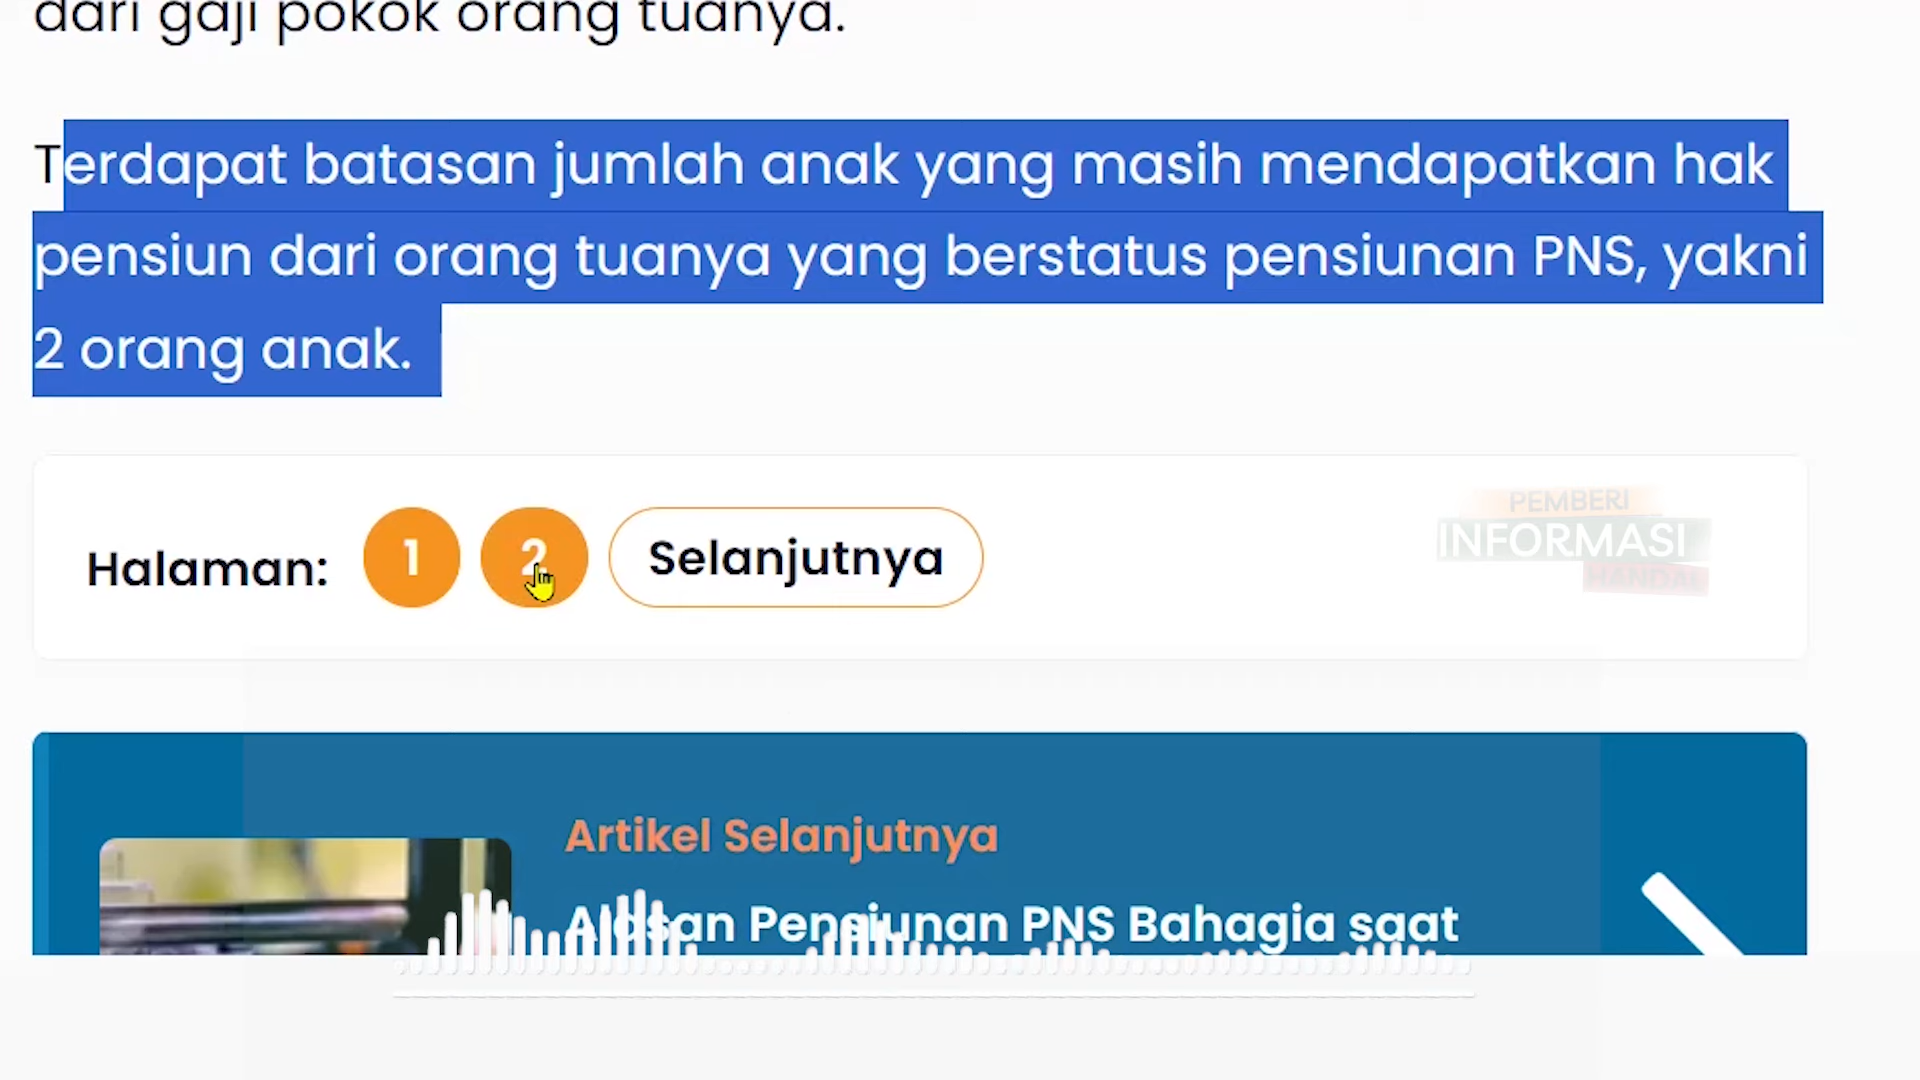 dari gaji pokok orang tuanya.
Terdapat batasan jumlah anak yang masih mendapatkan hak
pensiun dari orang tuanya yang berstatus pensiunan PNS, yakni
2 orang anak.
Halaman: 1 2 Selanjutnya
PEMBERI
INFORMASI
HANDAL
Artikel Selanjutnya
Alasan Pensiunan PNS Bahagia saat